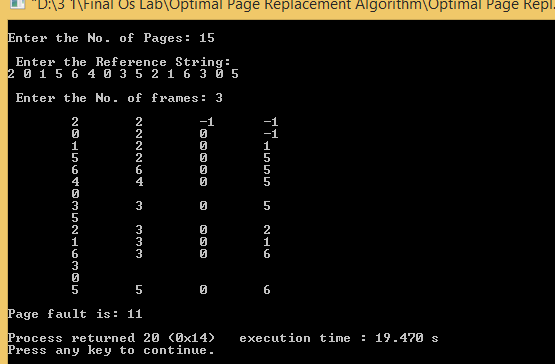 "D:\3 1\Final Os Lab\Optimal Page Replacement Algorithm\Optimal Page Repl
Enter the No. of Pages: 15
Enter the Reference String:
2 0 1 5 6 4 0 3 5 2 1 6 3 0 5
Enter the No. of frames: 3
2 2 -1 -1
0 2 0 -1
1 2 0 1
5 2 0 5
6 6 0 5
4 4 0 5
0
3 3 0 5
5
2 3 0 2
1 3 0 1
6 3 0 6
3
0
5 5 0 6
Page fault is: 11
Process returned 20 (0x14) execution time : 19.470 s
Press any key to continue.